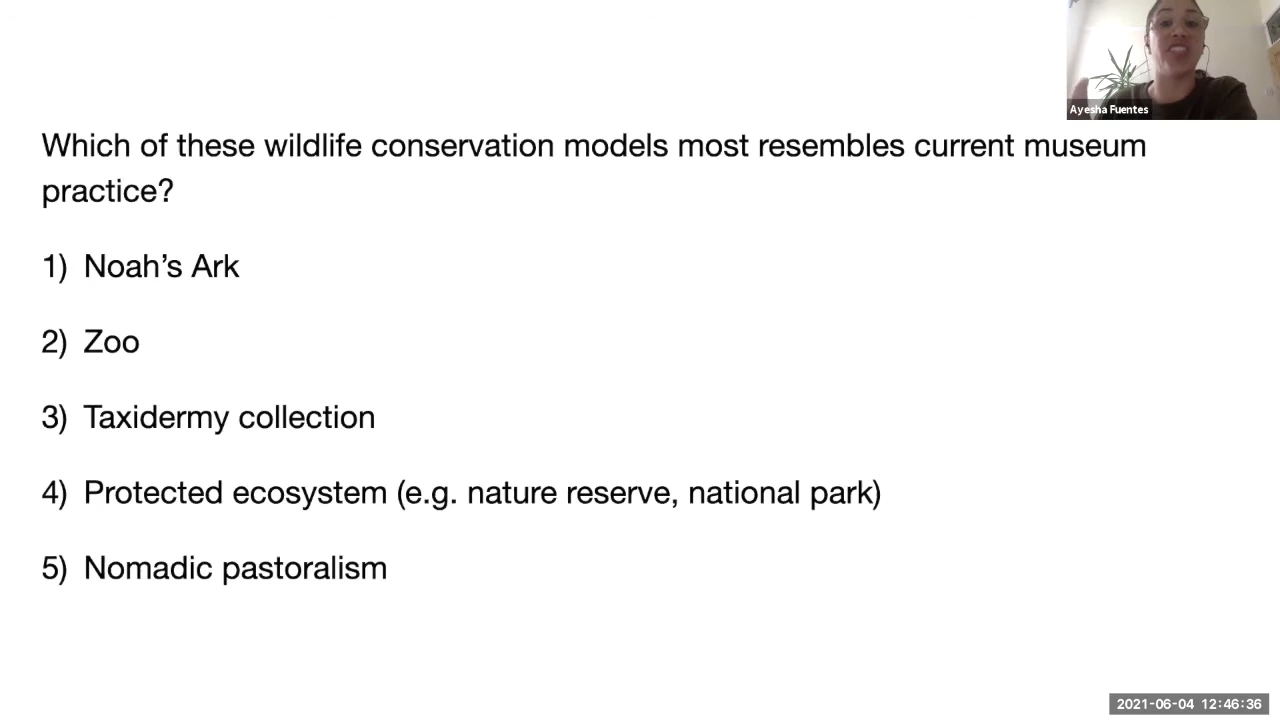 Ayesha Fuentes
Which of these wildlife conservation models most resembles current museum
practice?
1) Noah’s Ark
2) Zoo
3) Taxidermy collection
4) Protected ecosystem (e.g. nature reserve, national park)
5) Nomadic pastoralism
2021-06-04 12:46:36